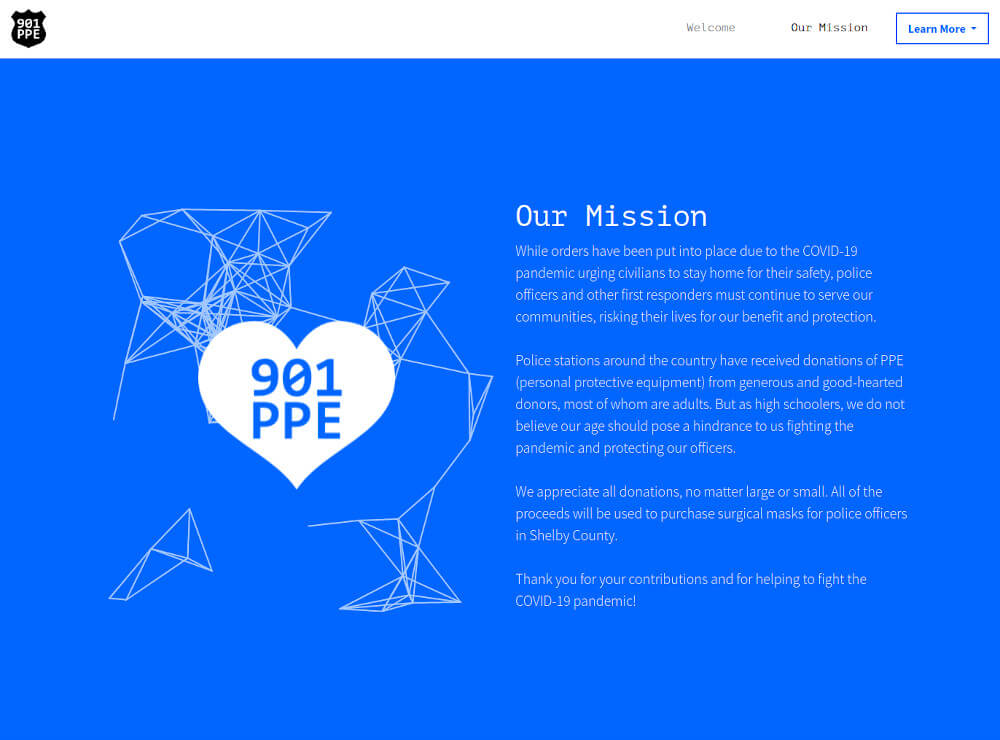 901
PPE
Welcome
Our Mission
Learn More
Our Mission
While orders have been put into place due to the COVID-19
pandemic urging civilians to stay home for their safety, police
officers and other first responders must continue to serve our
communities, risking their lives for our benefit and protection.
Police stations around the country have received donations of PPE
(personal protective equipment) from generous and good-hearted
donors, most of whom are adults. But as high schoolers, we do not
believe our age should pose a hindrance to us fighting the
pandemic and protecting our officers.
We appreciate all donations, no matter large or small. All of the
proceeds will be used to purchase surgical masks for police officers
in Shelby County.
Thank you for your contributions and for helping to fight the
COVID-19 pandemic!
901
PPE